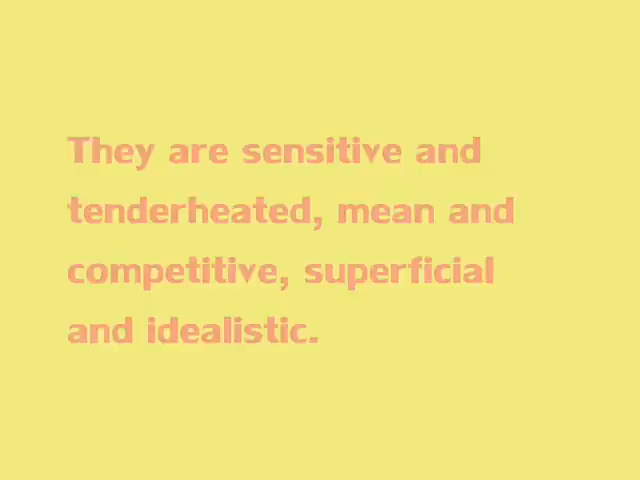 They are sensitive and
tenderheated, mean and
competitive, superficial
and idealistic.